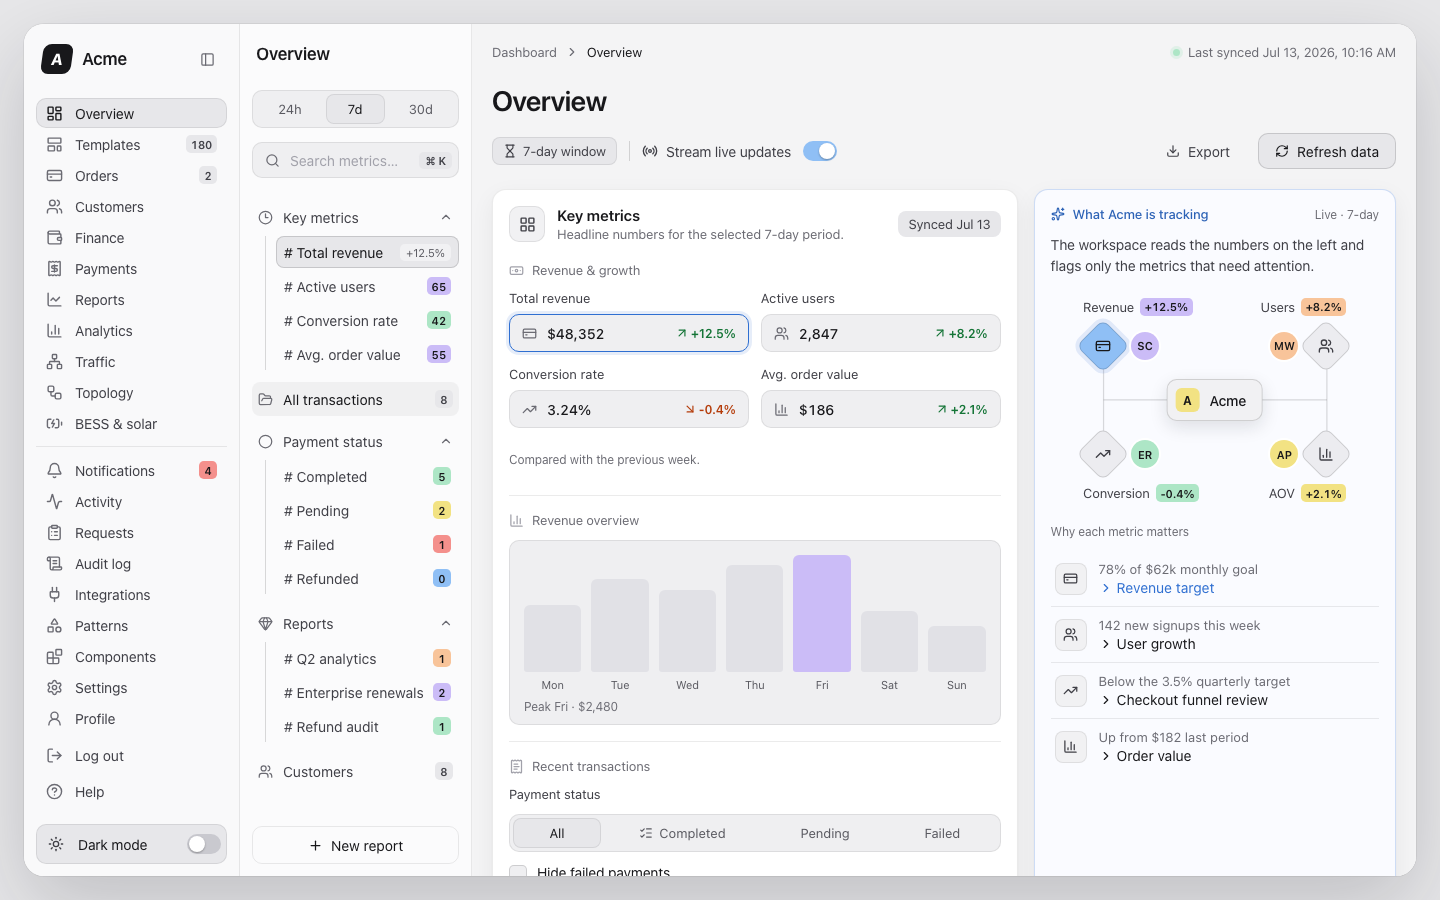 A Acme
Overview
Templates 180
Orders 2
Customers
Finance
Payments
Reports
Analytics
Traffic
Topology
BESS & solar
Notifications 4
Activity
Requests
Audit log
Integrations
Patterns
Components
Settings
Profile
Log out
Help
Dark mode
Overview
24h 7d 30d
Search metrics... ⌘ K
Key metrics
# Total revenue +12.5%
# Active users 65
# Conversion rate 42
# Avg. order value 55
All transactions 8
Payment status
# Completed 5
# Pending 2
# Failed 1
# Refunded 0
Reports
# Q2 analytics 1
# Enterprise renewals 2
# Refund audit 1
Customers 8
+ New report
Dashboard > Overview
Last synced Jul 13, 2026, 10:16 AM
Overview
7-day window
Stream live updates
Export
Refresh data
Key metrics
Headline numbers for the selected 7-day period.
Synced Jul 13
Revenue & growth
Total revenue
$48,352 +12.5%
Active users
2,847 +8.2%
Conversion rate
3.24% -0.4%
Avg. order value
$186 +2.1%
Compared with the previous week.
Revenue overview
Mon Tue Wed Thu Fri Sat Sun
Peak Fri · $2,480
Recent transactions
Payment status
All Completed Pending Failed
Hide failed payments
What Acme is tracking
Live · 7-day
The workspace reads the numbers on the left and
flags only the metrics that need attention.
Revenue +12.5%
Users +8.2%
SC
MW
A Acme
ER
AP
Conversion -0.4%
AOV +2.1%
Why each metric matters
78% of $62k monthly goal
> Revenue target
142 new signups this week
> User growth
Below the 3.5% quarterly target
> Checkout funnel review
Up from $182 last period
> Order value